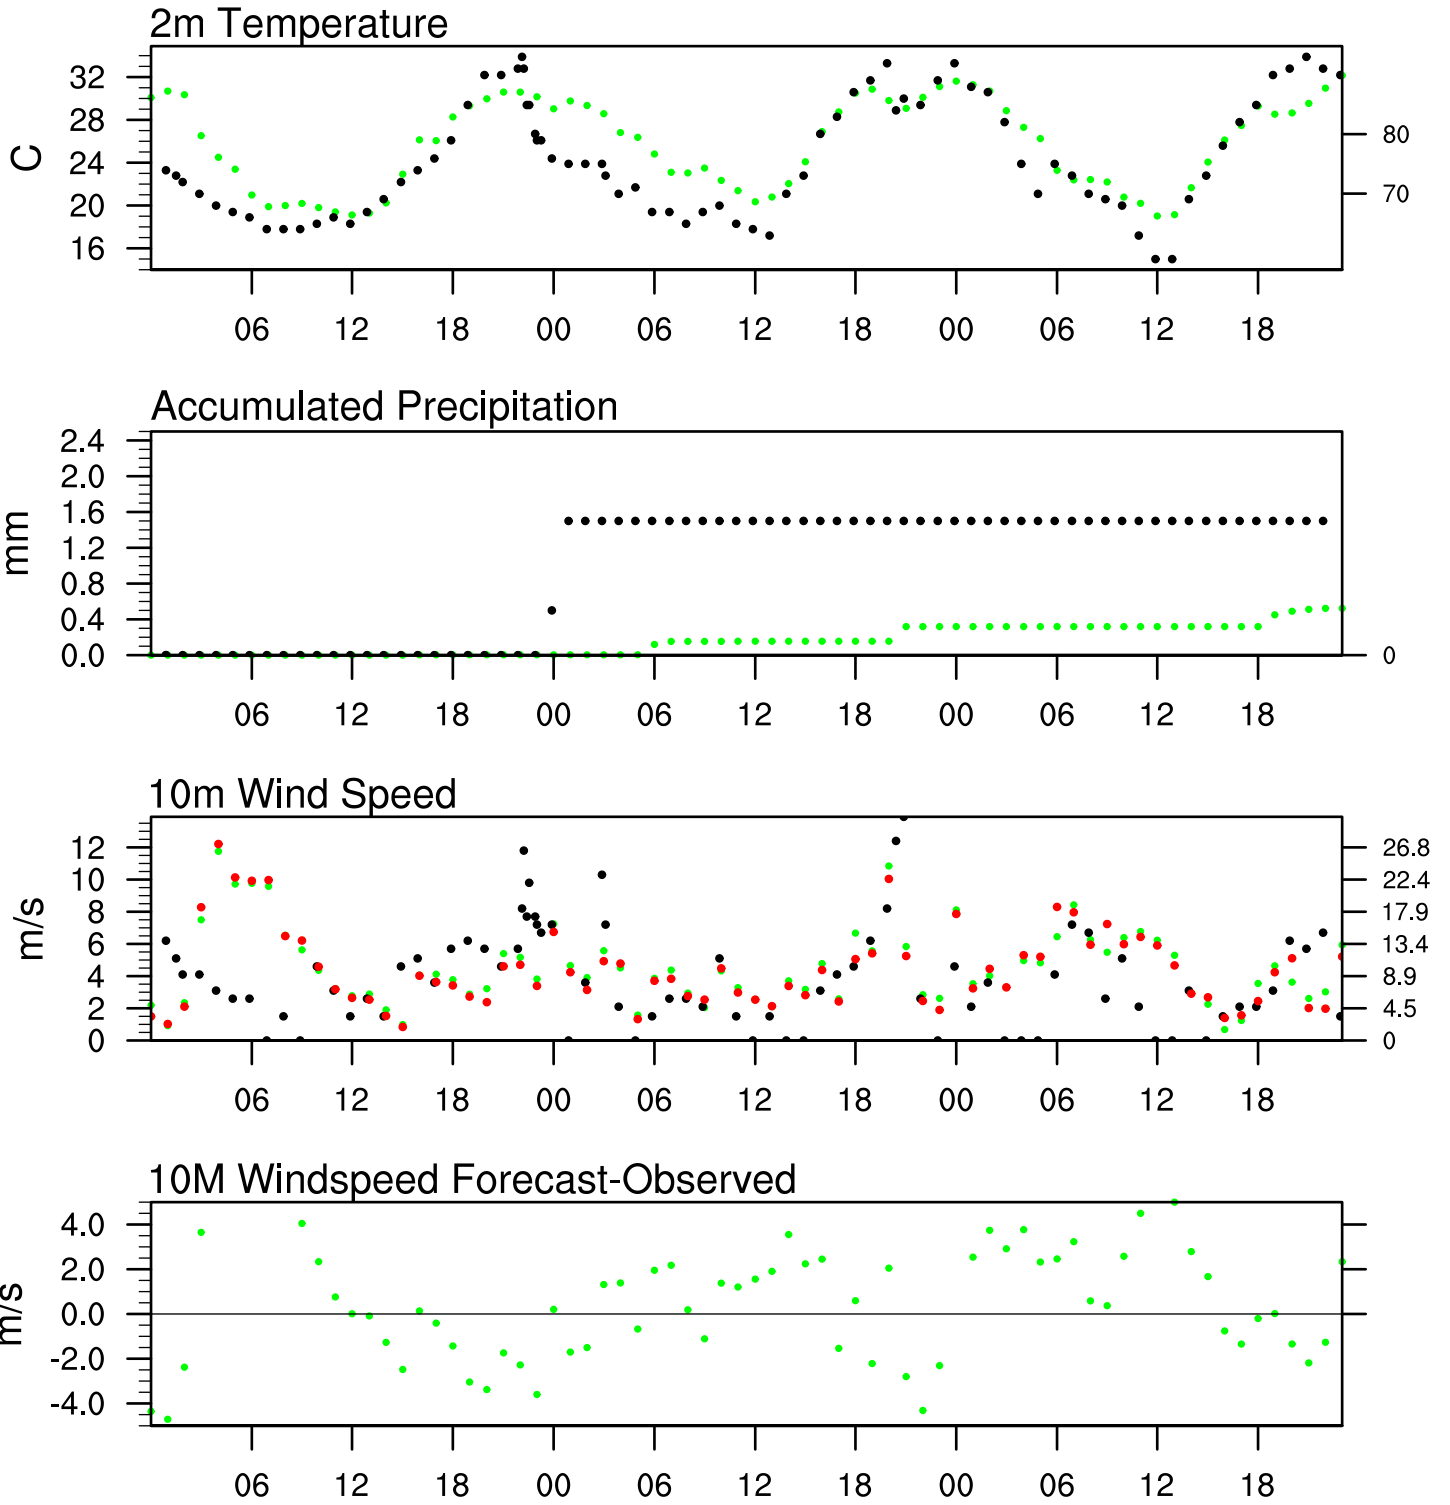 2m Temperature
C
32
28
24
20
16
80
70
06 12 18 00 06 12 18 00 06 12 18
Accumulated Precipitation
mm
2.4
2.0
1.6
1.2
0.8
0.4
0.0
0
06 12 18 00 06 12 18 00 06 12 18
10m Wind Speed
m/s
12
10
8
6
4
2
0
26.8
22.4
17.9
13.4
8.9
4.5
0
06 12 18 00 06 12 18 00 06 12 18
10M Windspeed Forecast-Observed
m/s
4.0
2.0
0.0
-2.0
-4.0
06 12 18 00 06 12 18 00 06 12 18